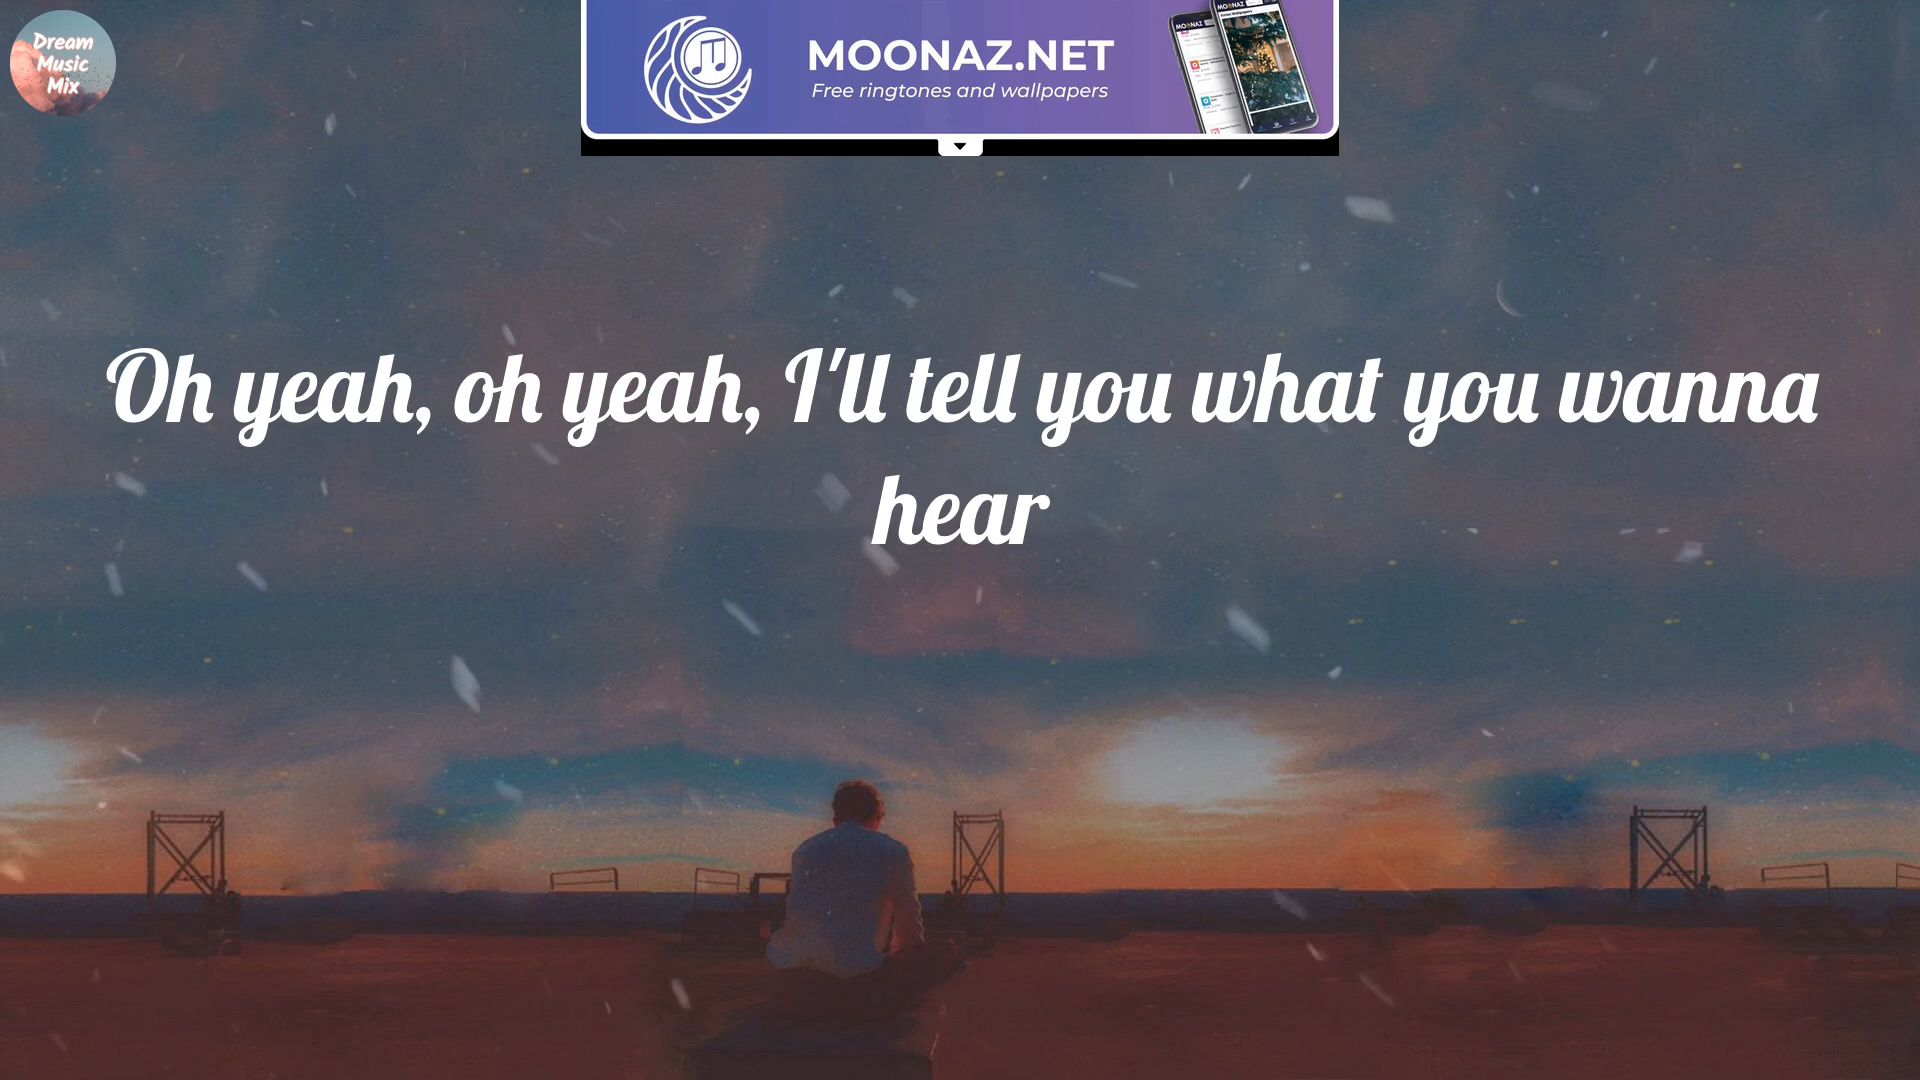 Dream
Music
Mix
MOONAZ.NET
Free ringtones and wallpapers
Oh yeah, oh yeah, I'll tell you what you wanna
hear